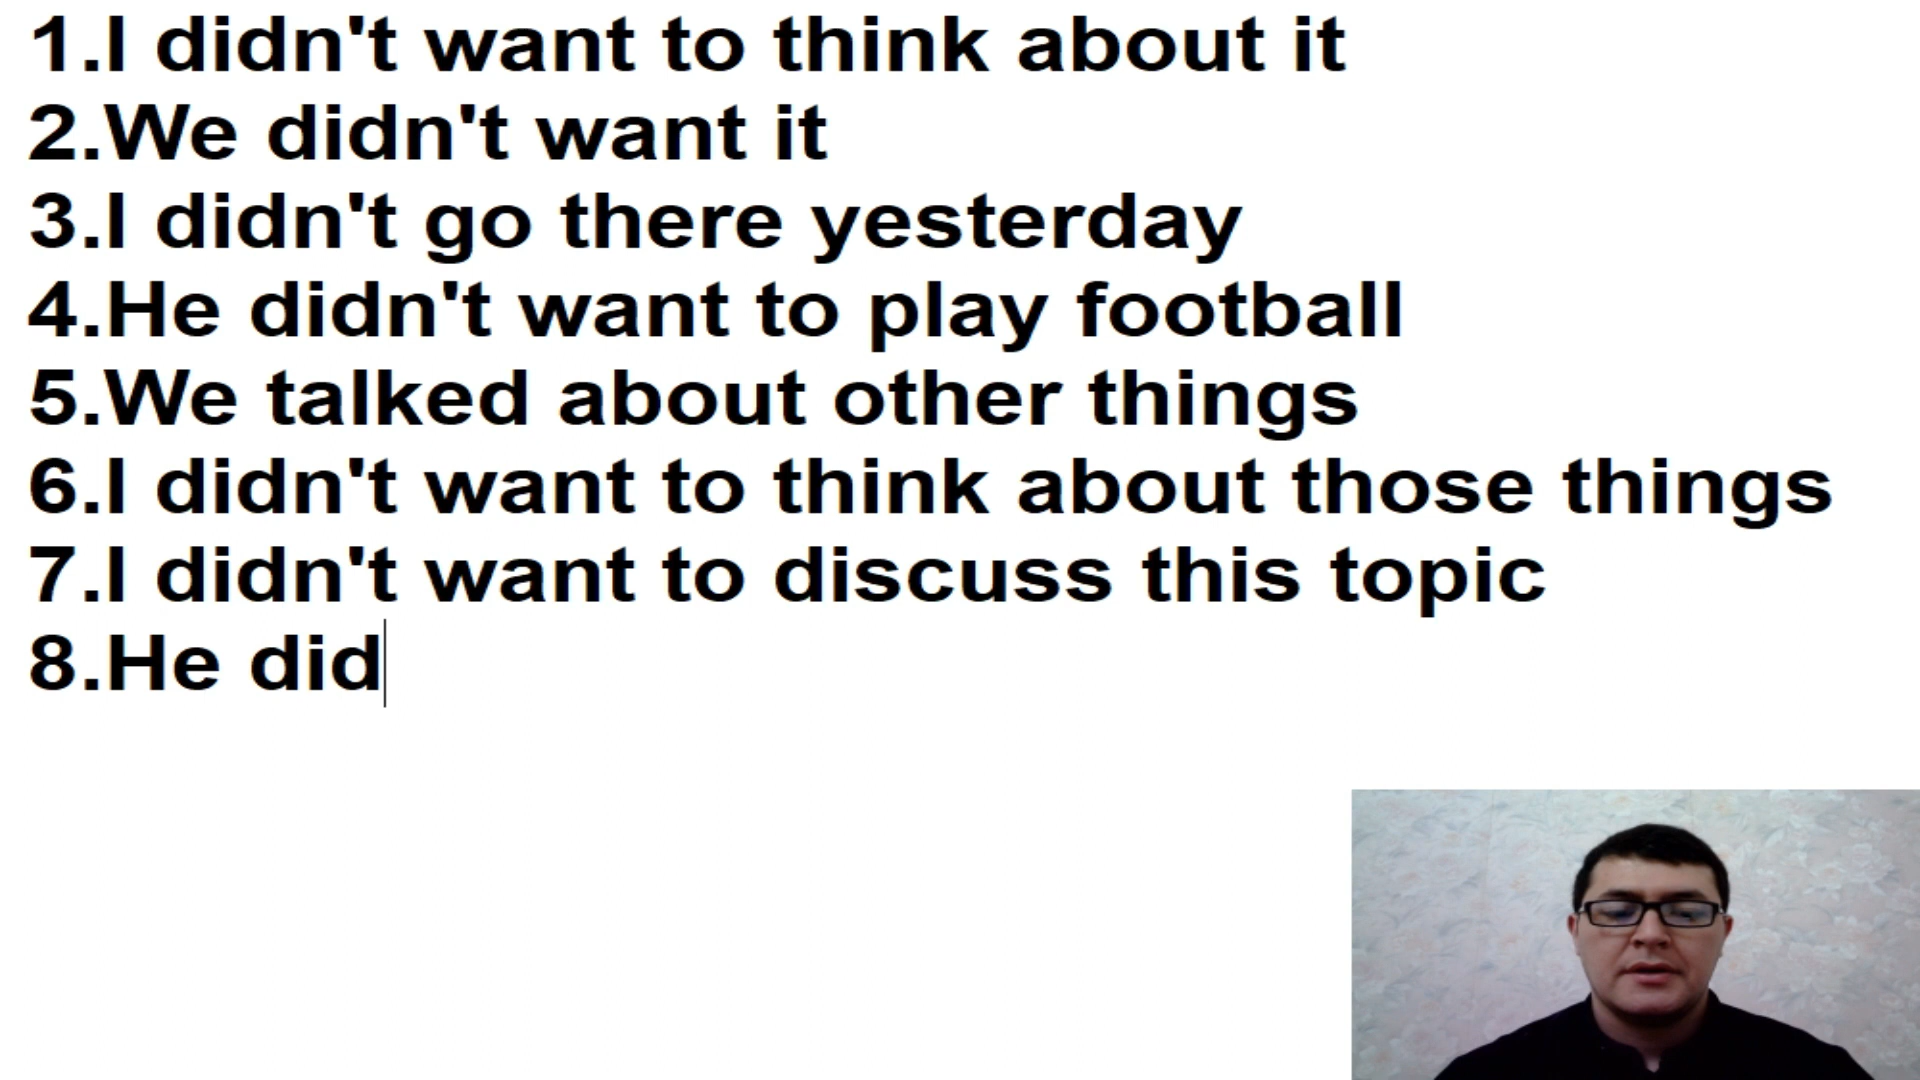 1.I didn't want to think about it
2.We didn't want it
3.I didn't go there yesterday
4.He didn't want to play football
5.We talked about other things
6.I didn't want to think about those things
7.I didn't want to discuss this topic
8.He did